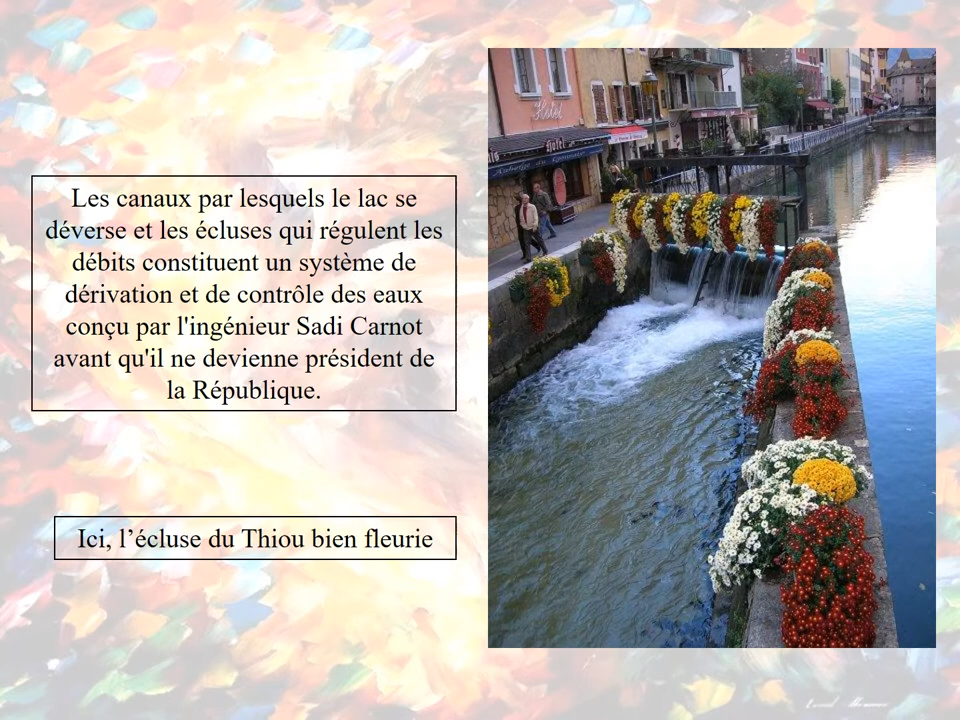 Les canaux par lesquels le lac se
déverse et les écluses qui régulent les
débits constituent un système de
dérivation et de contrôle des eaux
conçu par l'ingénieur Sadi Carnot
avant qu'il ne devienne président de
la République.
Ici, l’écluse du Thiou bien fleurie
Hotel
Hotel